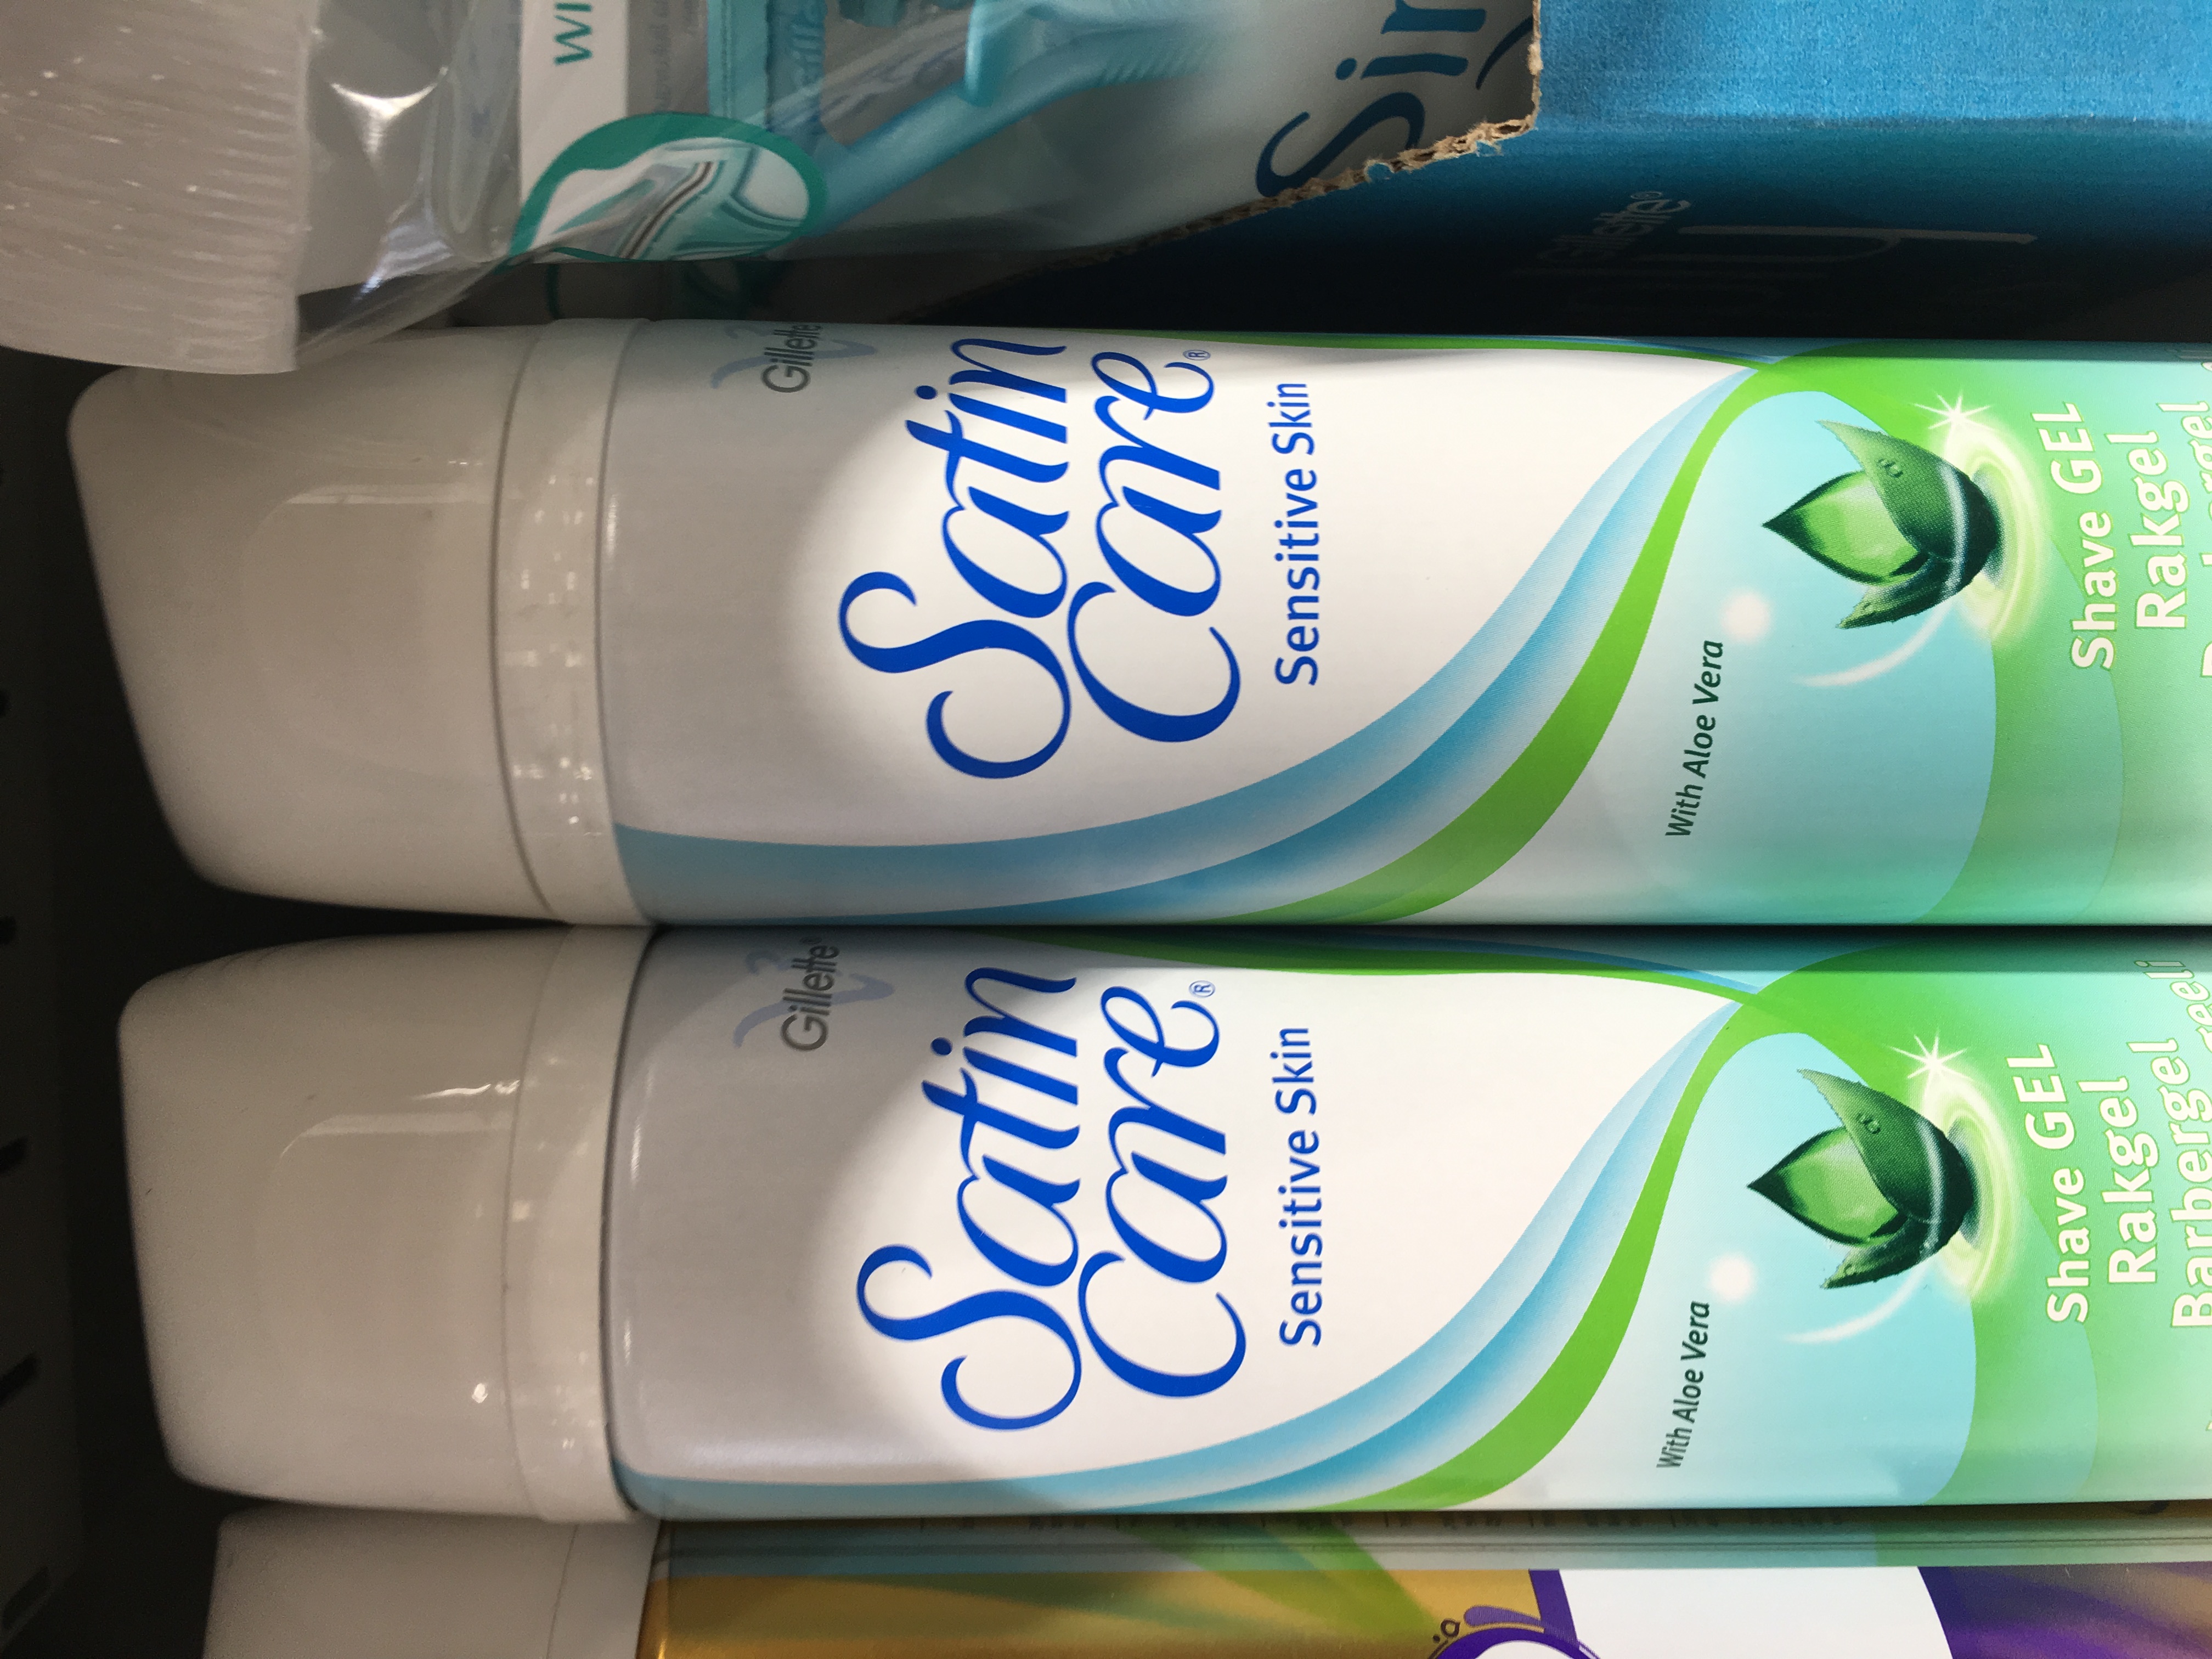 Gillette
Satin
Care®
Sensitive Skin
With Aloe Vera
Shave GEL
Rakgel
Gillette®
Satin
Care®
Sensitive Skin
With Aloe Vera
Shave GEL
Rakgel
Gillette®